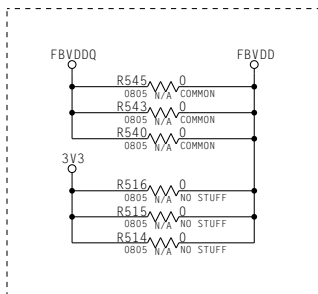 FBVDDQ FBVDD
R545 0
0805 N/A COMMON
R543 0
0805 N/A COMMON
R540 0
0805 N/A COMMON
3V3
R516 0
0805 N/A NO STUFF
R515 0
0805 N/A NO STUFF
R514 0
0805 N/A NO STUFF